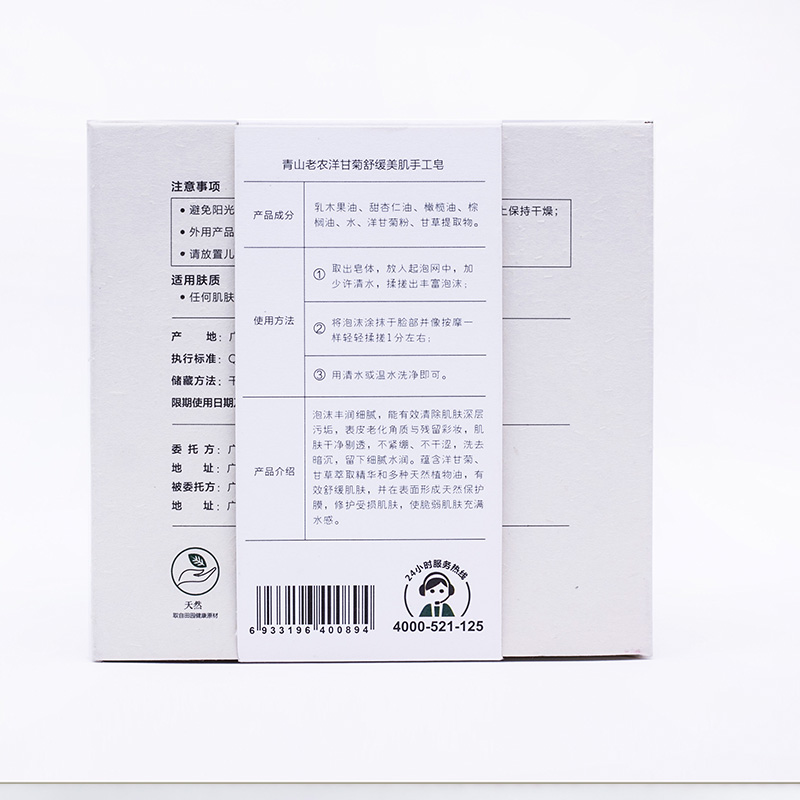 青山老农洋甘菊舒缓美肌手工皂
产品成分
乳木果油、甜杏仁油、橄榄油、棕
榈油、水、洋甘菊粉、甘草提取物。
使用方法
① 取出皂体，放入起泡网中，加
少许清水，揉搓出丰富泡沫；
② 将泡沫涂抹于脸部并像按摩一
样轻轻揉搓1分左右；
③ 用清水或温水洗净即可。
产品介绍
泡沫丰润细腻，能有效清除肌肤深层
污垢，表皮老化角质与残留彩妆，肌
肤干净剔透，不紧绷、不干涩，洗去
暗沉，留下细腻水润。蕴含洋甘菊、
甘草萃取精华和多种天然植物油，有
效舒缓肌肤，并在表面形成天然保护
膜，修护受损肌肤，使脆弱肌肤充满
水感。
6 933196 400894
24小时服务热线
4000-521-125
注意事项
• 避免阳光
上保持干燥；
• 外用产品
• 请放置儿
适用肤质
• 任何肌肤
产 地：广
执行标准：Q
储藏方法：干
限期使用日期
委 托 方：广
地 址：广
被委托方：广
地 址：广
天然
取自田园健康原材